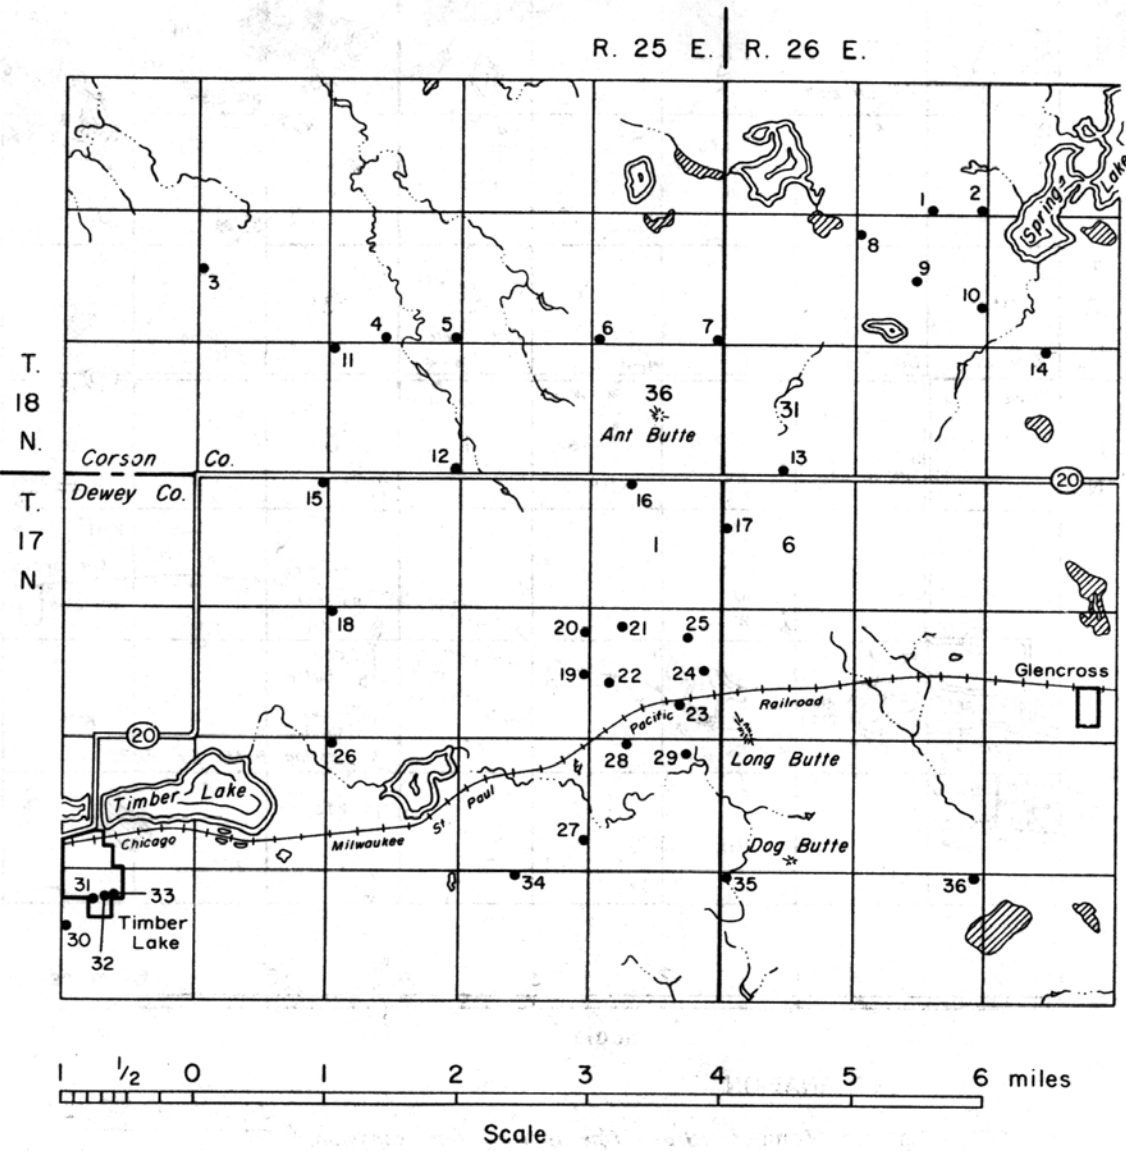 R. 25 E. R. 26 E.
1 2
Springs Lake
8
3
9
10
4 5 6 7
11
14
T.
18
N.
36
31
Ant Butte
Corson Co.
12 13
20
Dewey Co.
15 16
T.
17
N.
17
1 6
18
20 21 25
19 22 24
Glencross
23
Pacific Railroad
20
26
28 29
Long Butte
Timber Lake
St Paul
27
Chicago Milwaukee
Dog Butte
31 33
34 35 36
Timber
Lake
30
32
1 1/2 0 1 2 3 4 5 6 miles
Scale